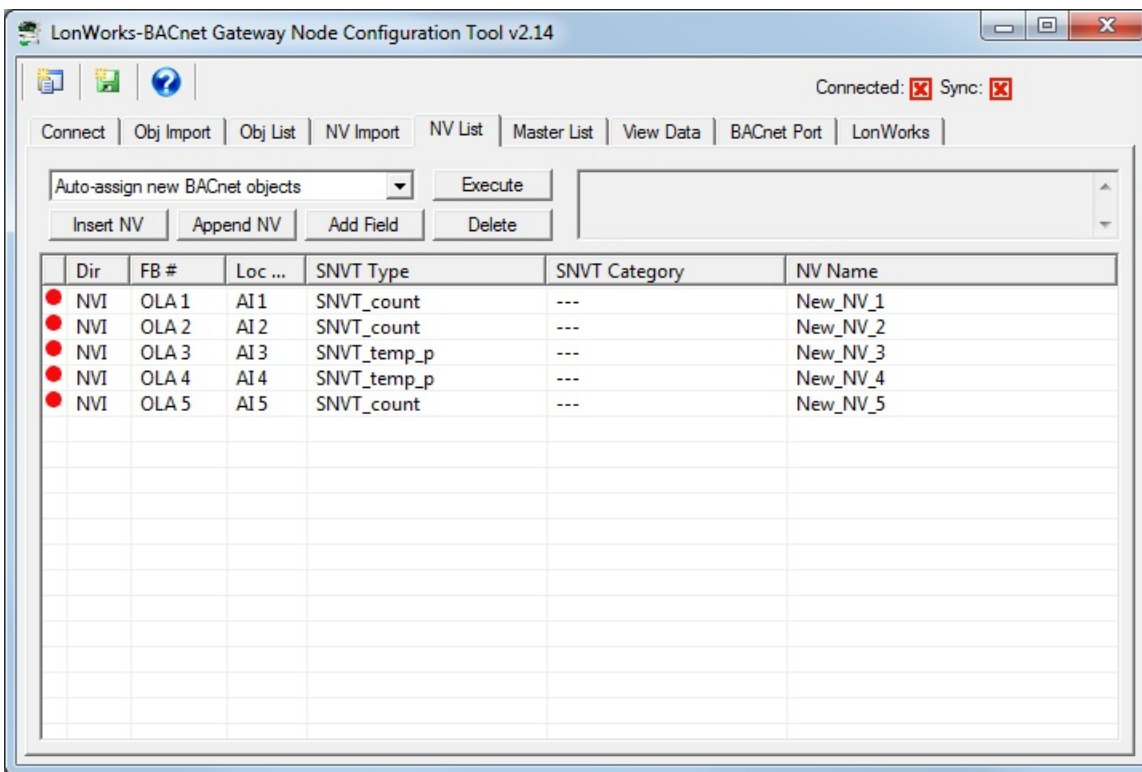 LonWorks-BACnet Gateway Node Configuration Tool v2.14
Connected: Sync:
Connect Obj Import Obj List NV Import NV List Master List View Data BACnet Port LonWorks
Auto-assign new BACnet objects Execute
Insert NV Append NV Add Field Delete
Dir FB # Loc ... SNVT Type SNVT Category NV Name
NVI OLA 1 AI 1 SNVT_count --- New_NV_1
NVI OLA 2 AI 2 SNVT_count --- New_NV_2
NVI OLA 3 AI 3 SNVT_temp_p --- New_NV_3
NVI OLA 4 AI 4 SNVT_temp_p --- New_NV_4
NVI OLA 5 AI 5 SNVT_count --- New_NV_5